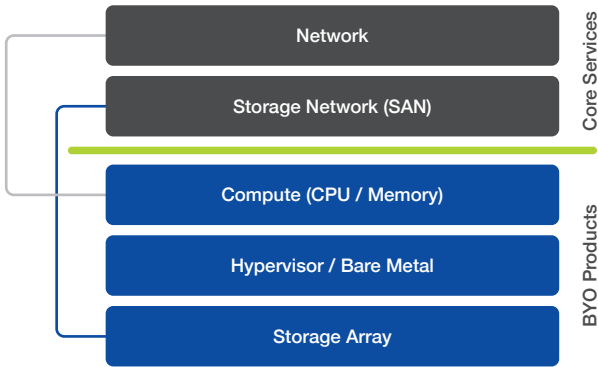 Network
Storage Network (SAN)
Core Services
Compute (CPU / Memory)
Hypervisor / Bare Metal
Storage Array
BYO Products